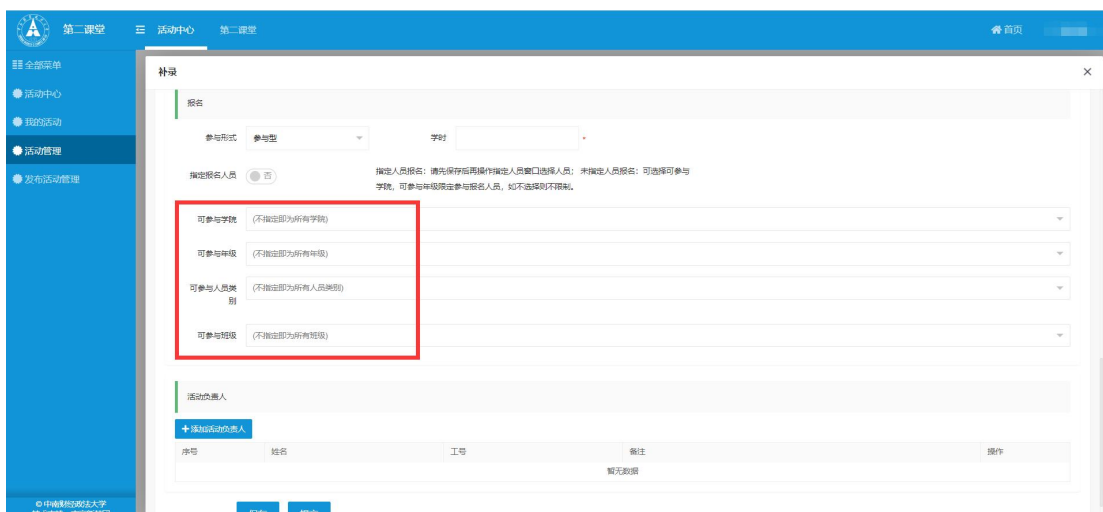 第二课堂
活动中心
第二课堂
首页
全部菜单
活动中心
我的活动
活动管理
发布活动管理
补录
报名
参与形式 参与型
学时 *
指定报名人员 否
指定人员报名：请先保存后再操作指定人员窗口选择人员； 未指定人员报名：可选择可参与
学院，可参与年级限定参与报名人员，如不选择则不限制。
可参与学院 (不指定即为所有学院)
可参与年级 (不指定即为所有年级)
可参与人员类
别
(不指定即为所有人员类别)
可参与班级 (不指定即为所有班级)
活动负责人
+添加活动负责人
序号 姓名 工号 备注 操作
暂无数据
© 中南财经政法大学